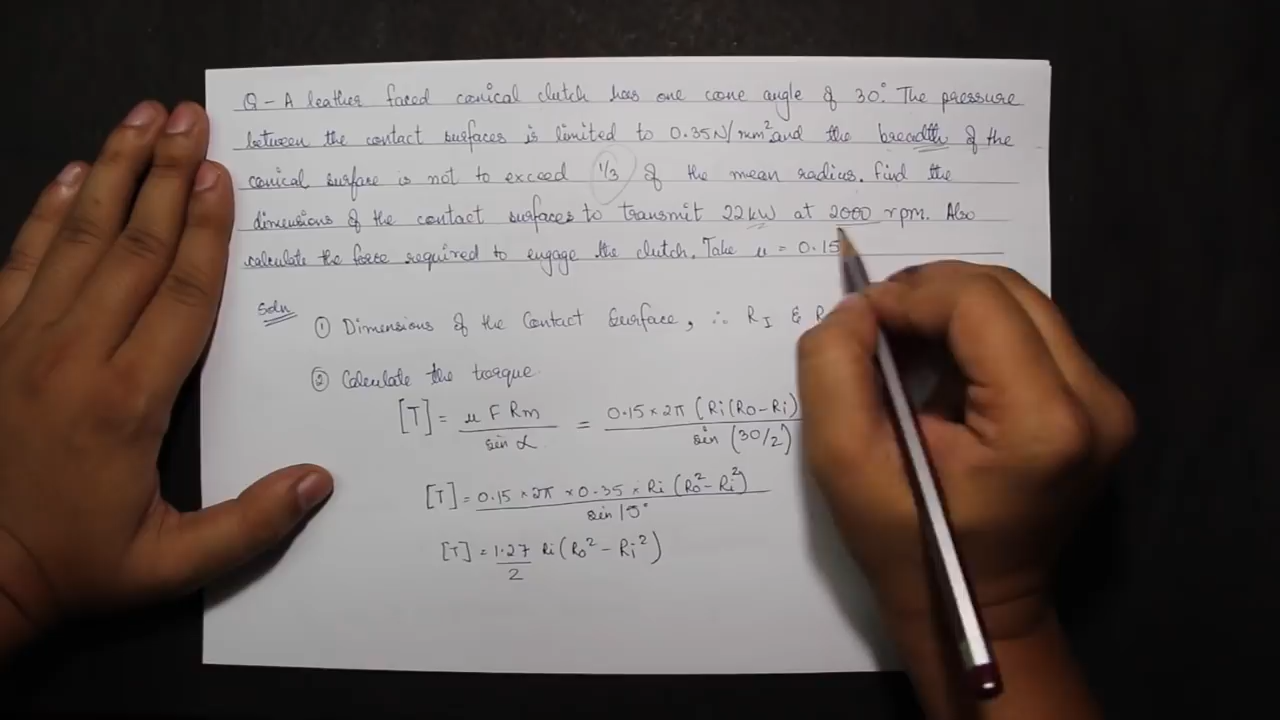 Q - A leather faced conical clutch has one cone angle of 30°. The pressure
between the contact surfaces is limited to 0.35N/mm² and the breadth of the
conical surface is not to exceed 1/3 of the mean radius. Find the
dimensions of the contact surfaces to transmit 22kW at 2000 rpm. Also
calculate the force required to engage the clutch. Take μ = 0.15
Soln
① Dimensions of the Contact Surface, ∴ R_I & R
② Calculate the torque
[T] = μ F Rm / sin α = 0.15 × 2π (Ri(Ro - Ri) / sin (30/2)
[T] = 0.15 × 2π × 0.35 × Ri (Ro² - Ri²) / sin 15°
[T] = 1.27/2 Ri (Ro² - Ri²)